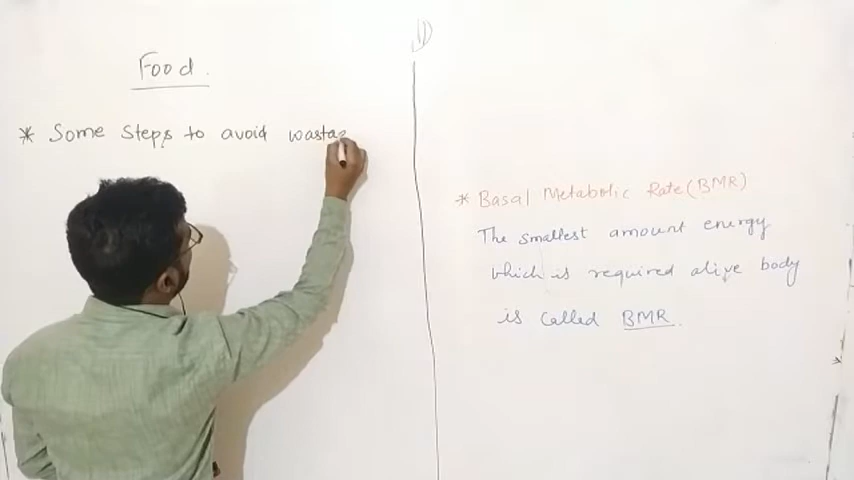 Food.
* Some Steps to avoid wasta
* Basal Metabolic Rate (BMR)
The smallest amount energy
which is required alive body
is called BMR.